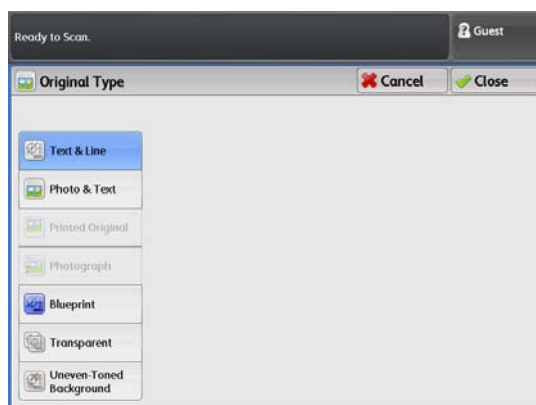 Ready to Scan.
Guest
Original Type
Cancel
Close
Text & Line
Photo & Text
Printed Original
Photograph
Blueprint
Transparent
Uneven-Toned
Background